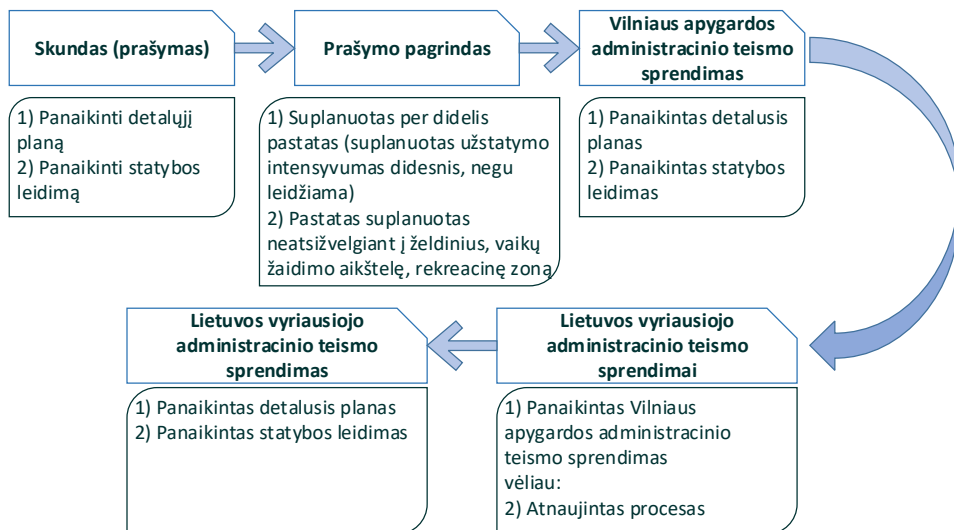 Skundas (prašymas)
1) Panaikinti detalųjį
planą
2) Panaikinti statybos
leidimą
Prašymo pagrindas
1) Suplanuotas per didelis
pastatas (suplanuotas užstatymo
intensyvumas didesnis, negu
leidžiama)
2) Pastatas suplanuotas
neatsižvelgiant į želdinius, vaikų
žaidimo aikštelę, rekreacinę zoną
Vilniaus apygardos
administracinio teismo
sprendimas
1) Panaikintas detalusis
planas
2) Panaikintas statybos
leidimas
Lietuvos vyriausiojo
administracinio teismo
sprendimai
1) Panaikintas Vilniaus
apygardos administracinio
teismo sprendimas
vėliau:
2) Atnaujintas procesas
Lietuvos vyriausiojo
administracinio teismo
sprendimas
1) Panaikintas detalusis planas
2) Panaikintas statybos leidimas